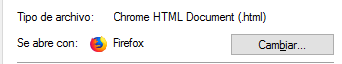 Tipo de archivo: Chrome HTML Document (.html)
Se abre con: Firefox Cambiar...